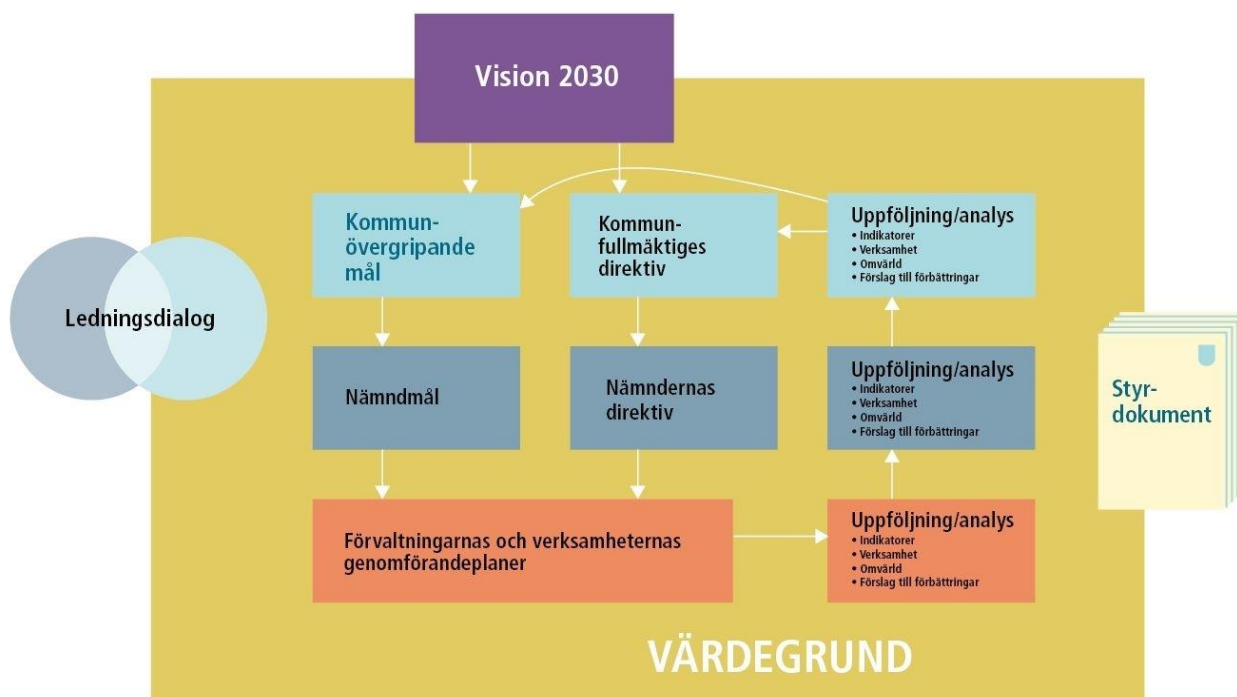 Vision 2030
Kommun-
övergripande
mål
Kommun-
fullmäktiges
direktiv
Uppföljning/analys
• Indikatorer
• Verksamhet
• Omvärld
• Förslag till förbättringar
Ledningsdialog
Nämndmål
Nämndernas
direktiv
Uppföljning/analys
• Indikatorer
• Verksamhet
• Omvärld
• Förslag till förbättringar
Styr-
dokument
Förvaltningarnas och verksamheternas
genomförandeplaner
Uppföljning/analys
• Indikatorer
• Verksamhet
• Omvärld
• Förslag till förbättringar
VÄRDEGRUND